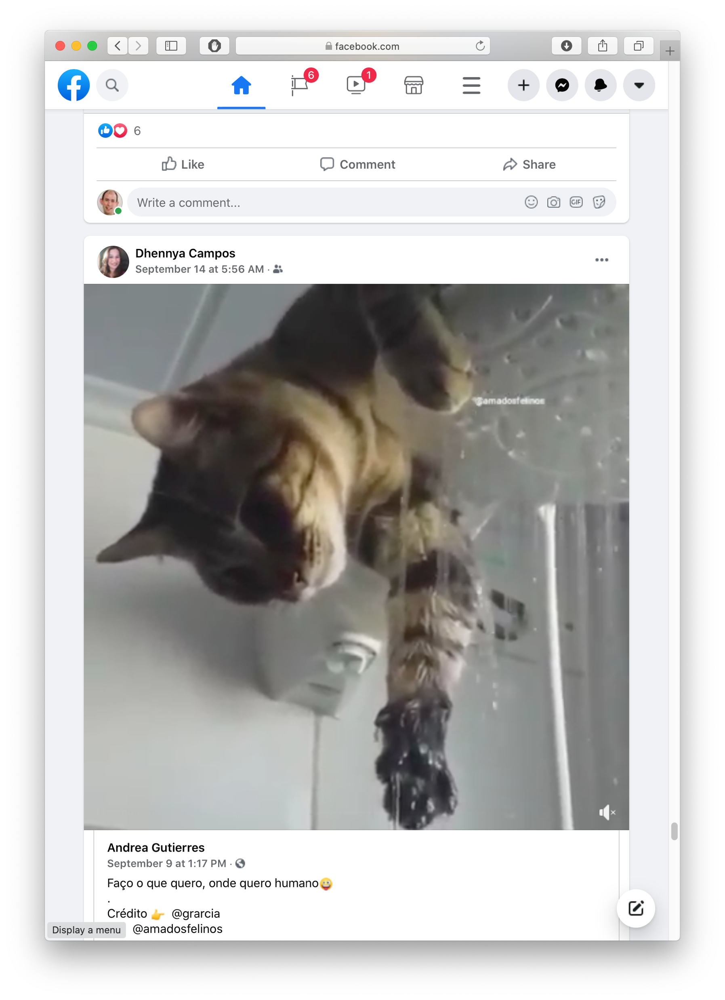 facebook.com
6
1
6
Like Comment Share
Write a comment...
GIF
Dhennya Campos
September 14 at 5:56 AM ·
@amadosfelinos
Andrea Gutierres
September 9 at 1:17 PM ·
Faço o que quero, onde quero humano😀
.
Crédito 👉 @grarcia
Display a menu @amadosfelinos